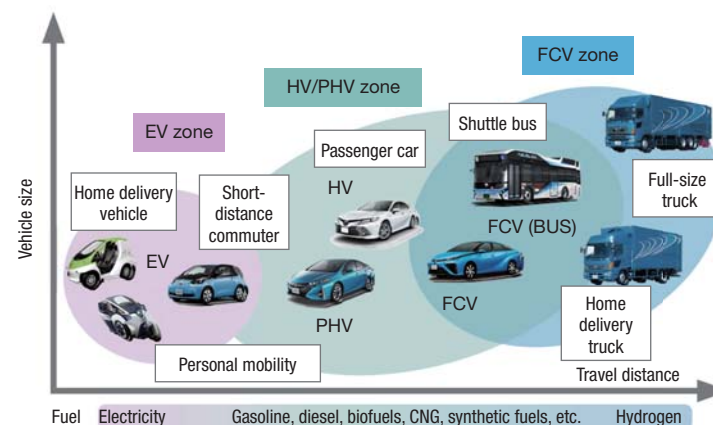 FCV zone
HV/PHV zone
EV zone
Shuttle bus
Passenger car
HV
Full-size
truck
Home delivery
vehicle
Short-
distance
commuter
EV
FCV (BUS)
FCV
PHV
Home
delivery
truck
Personal mobility
Vehicle size
Travel distance
Fuel Electricity Gasoline, diesel, biofuels, CNG, synthetic fuels, etc. Hydrogen